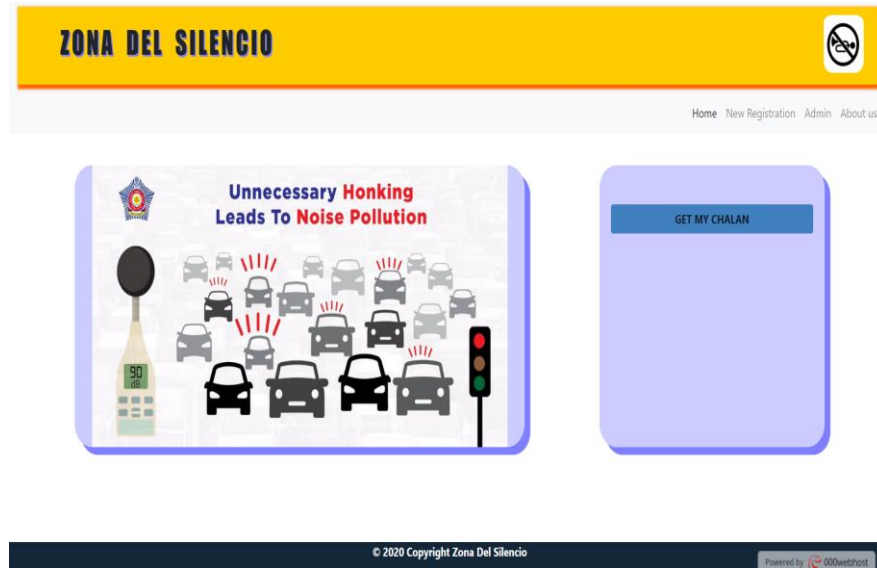 ZONA DEL SILENCIO
Home New Registration Admin About us
Unnecessary Honking
Leads To Noise Pollution
90
dB
GET MY CHALAN
© 2020 Copyright Zona Del Silencio
Powered by 000webhost